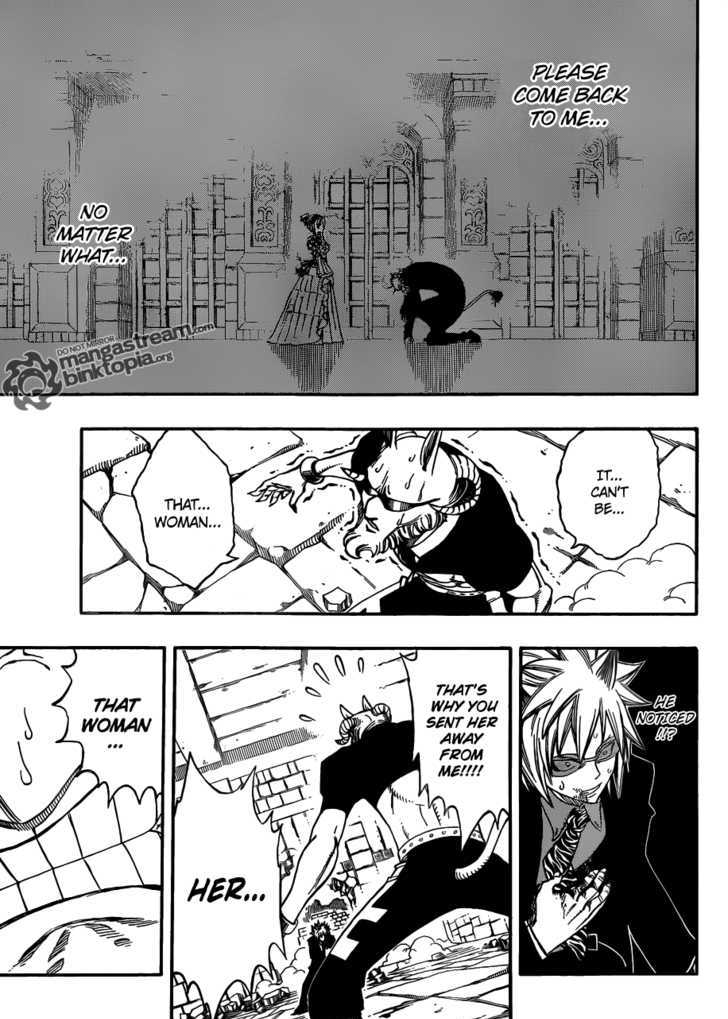 PLEASE
COME BACK
TO ME...
NO
MATTER
WHAT...
DO NOT MIRROR
mangastream.com
binktopia.org
IT...
CAN'T
BE...
THAT...
WOMAN...
HE
NOTICED
!!?
THAT'S
WHY YOU
SENT HER
AWAY
FROM
ME!!!!
HER...
THAT
WOMAN
...